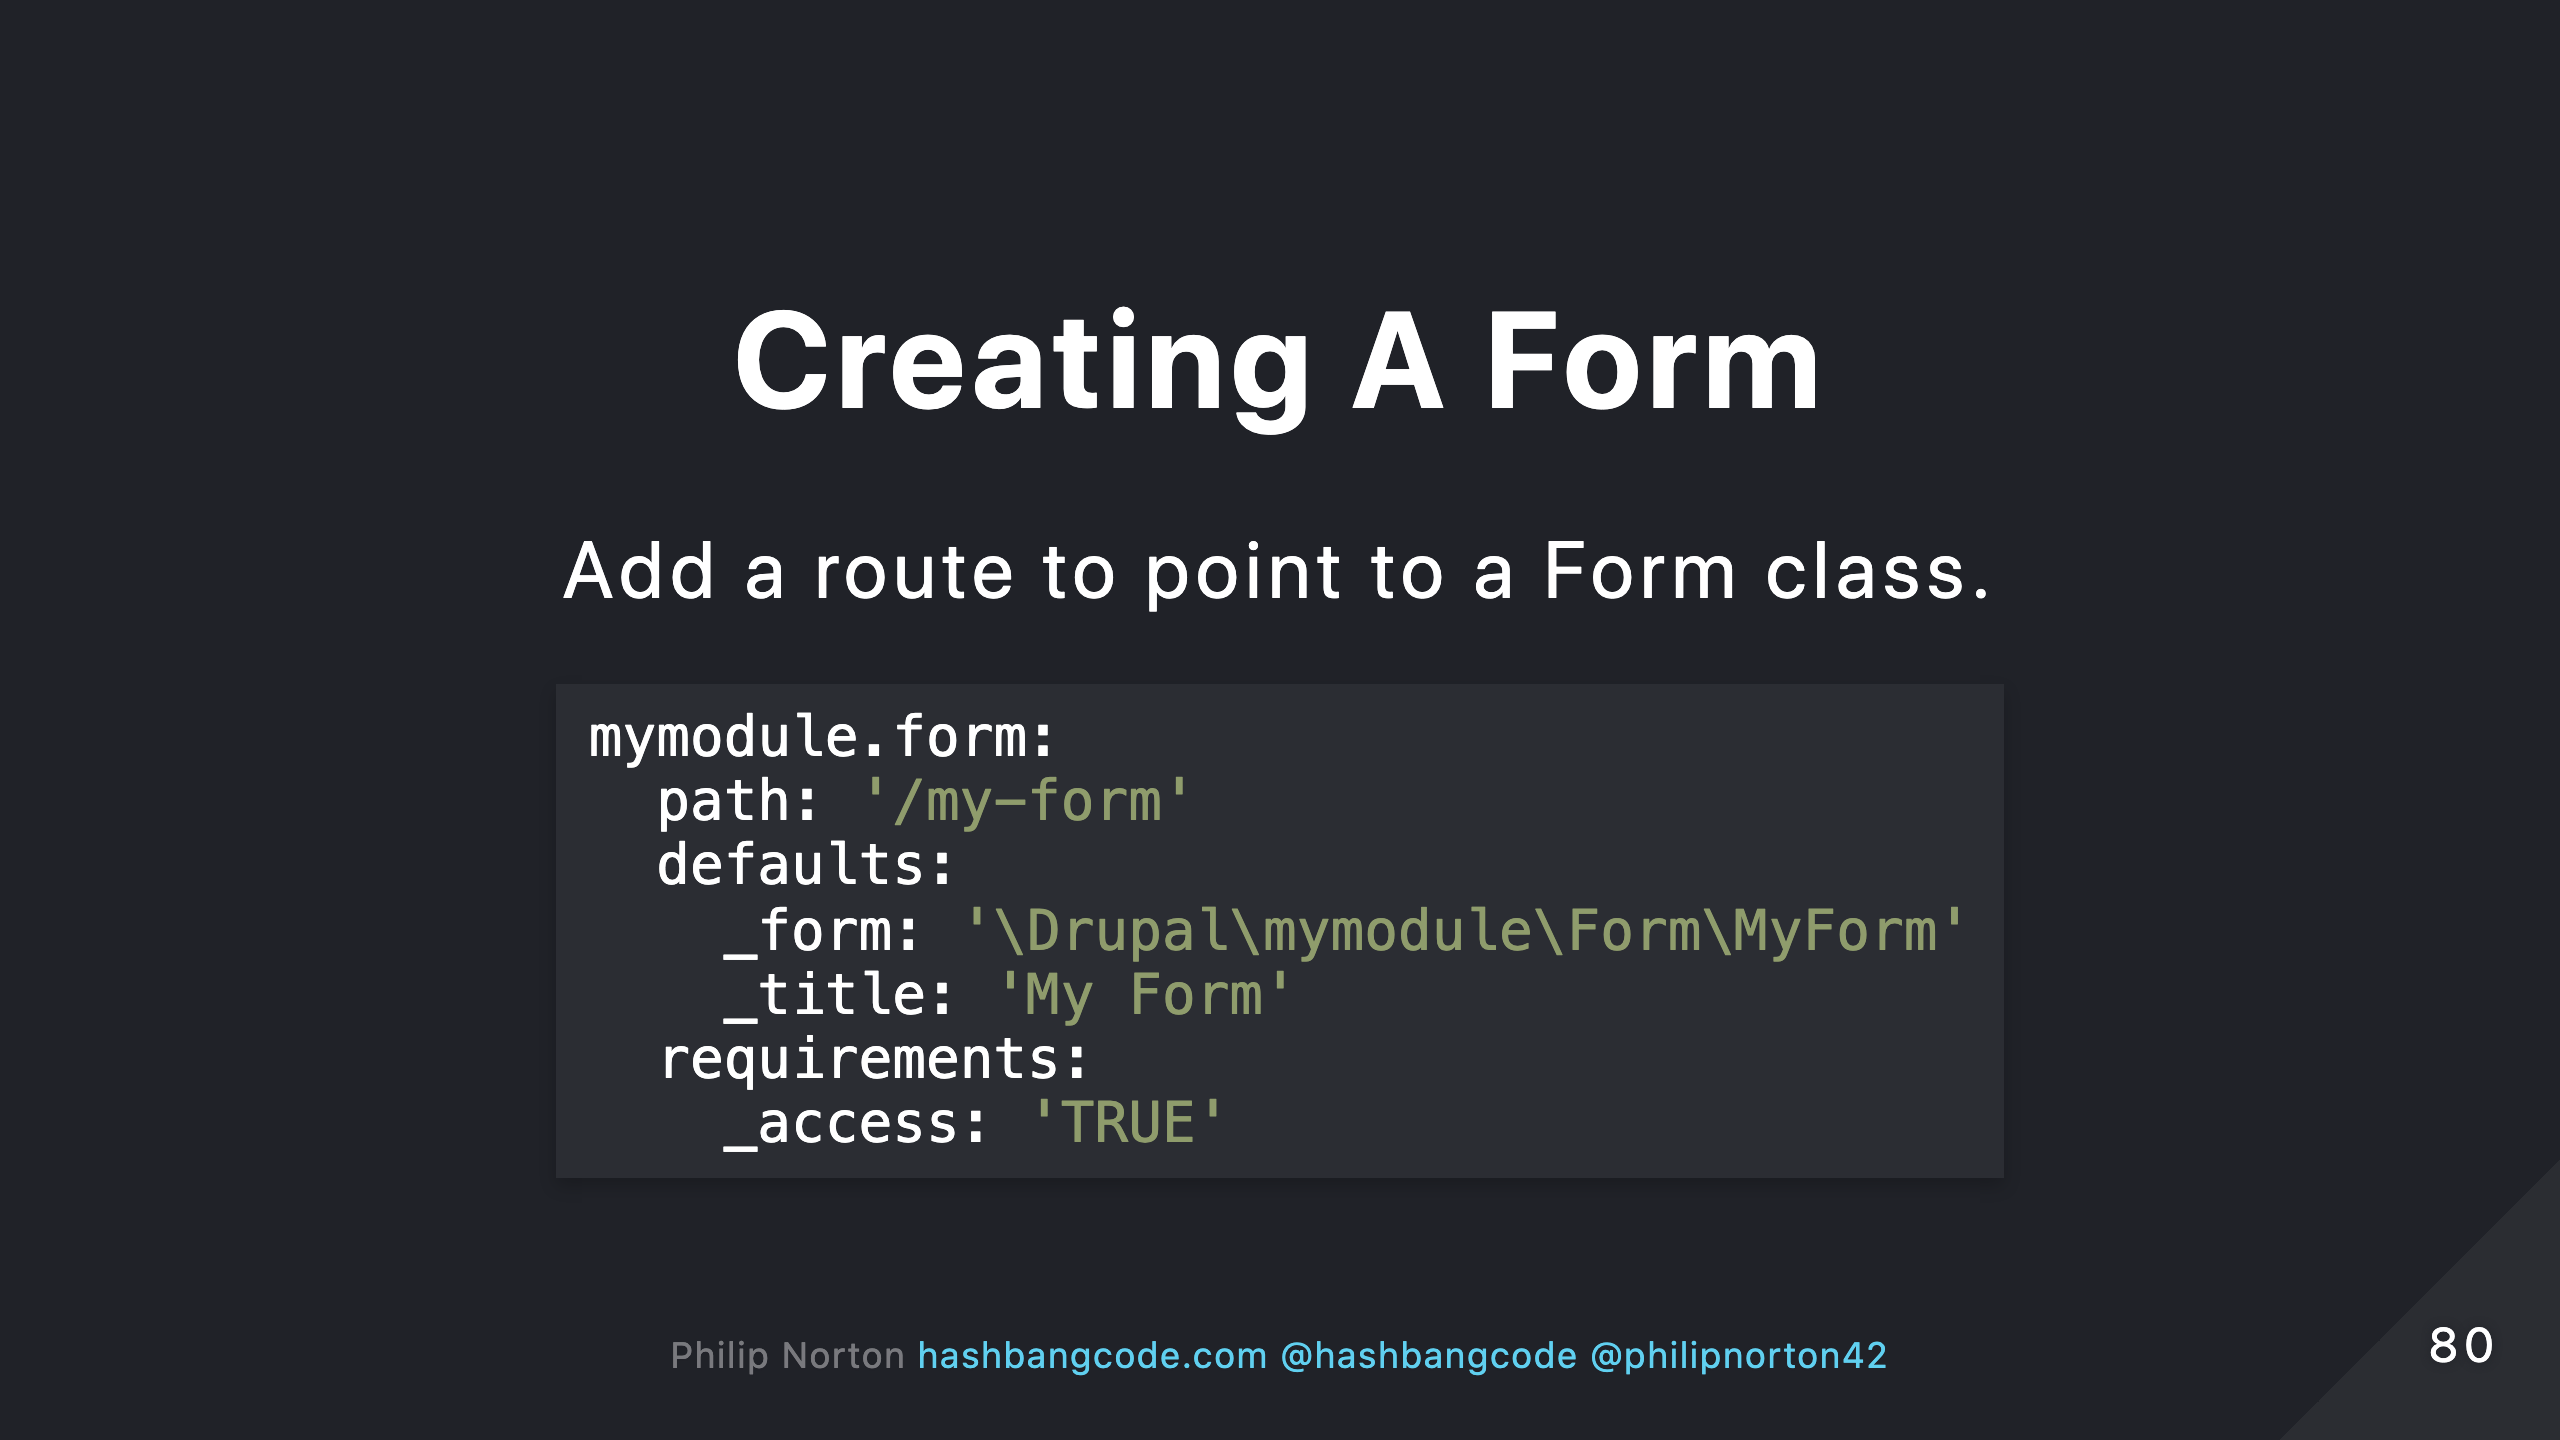 Creating A Form
Add a route to point to a Form class.
mymodule.form:
  path: '/my-form'
  defaults:
    _form: '\Drupal\mymodule\Form\MyForm'
    _title: 'My Form'
  requirements:
    _access: 'TRUE'
Philip Norton hashbangcode.com @hashbangcode @philipnorton42
80